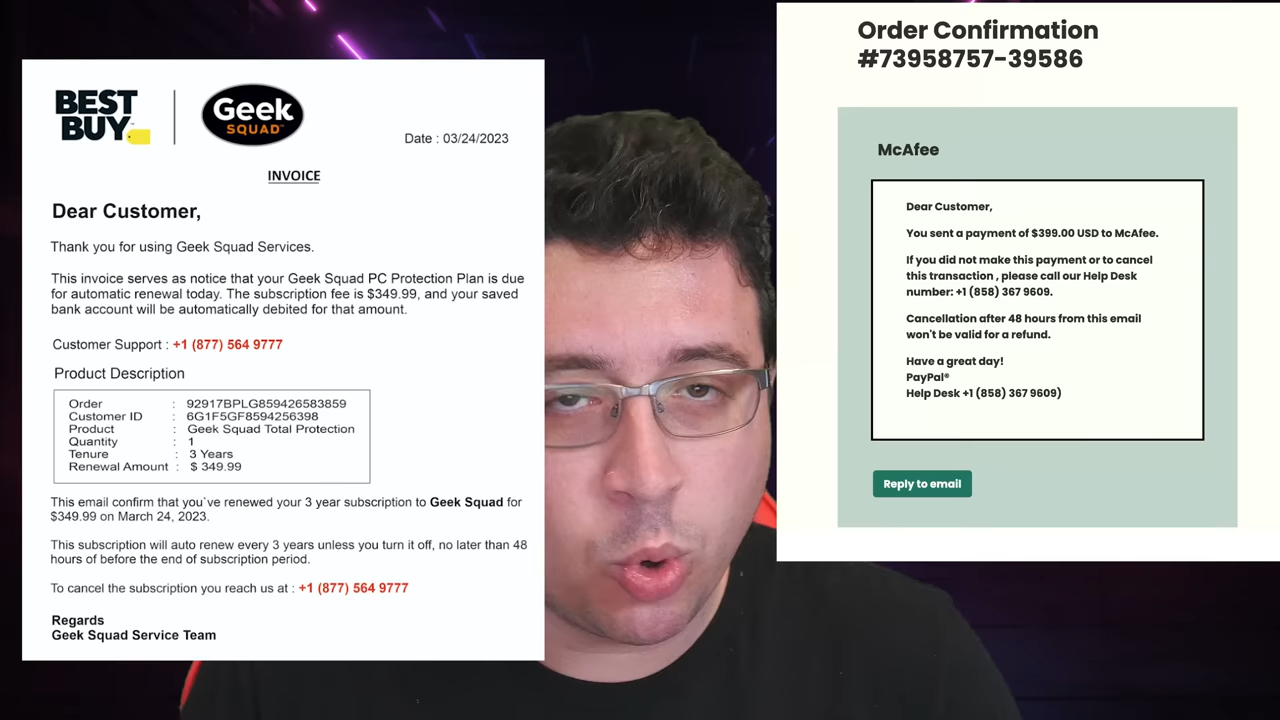 BEST
BUY
Geek
SQUAD
Date : 03/24/2023
INVOICE
Dear Customer,
Thank you for using Geek Squad Services.
This invoice serves as notice that your Geek Squad PC Protection Plan is due
for automatic renewal today. The subscription fee is $349.99, and your saved
bank account will be automatically debited for that amount.
Customer Support : +1 (877) 564 9777
Product Description
Order : 92917BPLG859426583859
Customer ID : 6G1F5GF8594256398
Product : Geek Squad Total Protection
Quantity : 1
Tenure : 3 Years
Renewal Amount : $ 349.99
This email confirm that you`ve renewed your 3 year subscription to Geek Squad for
$349.99 on March 24, 2023.
This subscription will auto renew every 3 years unless you turn it off, no later than 48
hours of before the end of subscription period.
To cancel the subscription you reach us at : +1 (877) 564 9777
Regards
Geek Squad Service Team
Order Confirmation
#73958757-39586
McAfee
Dear Customer,
You sent a payment of $399.00 USD to McAfee.
If you did not make this payment or to cancel
this transaction , please call our Help Desk
number: +1 (858) 367 9609.
Cancellation after 48 hours from this email
won't be valid for a refund.
Have a great day!
PayPal®
Help Desk +1 (858) 367 9609)
Reply to email